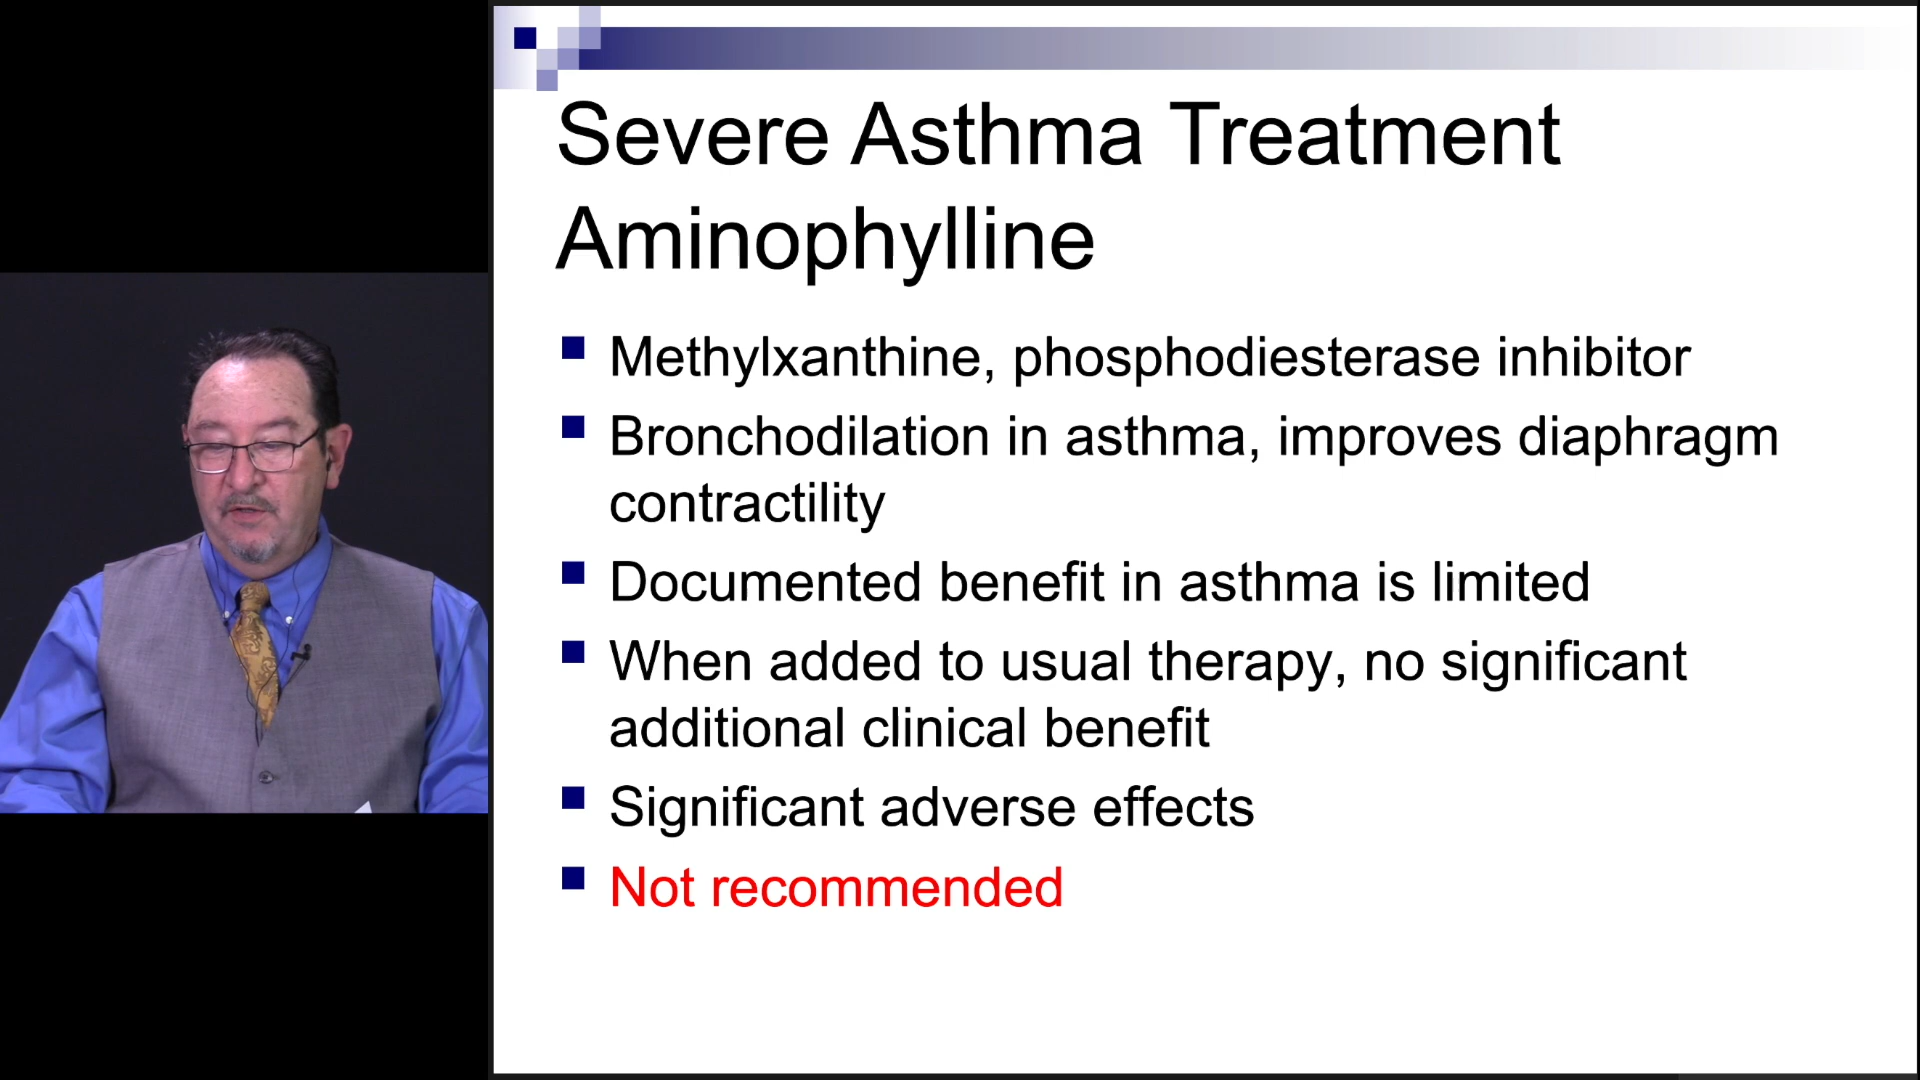 Severe Asthma Treatment
Aminophylline
Methylxanthine, phosphodiesterase inhibitor
Bronchodilation in asthma, improves diaphragm
contractility
Documented benefit in asthma is limited
When added to usual therapy, no significant
additional clinical benefit
Significant adverse effects
Not recommended